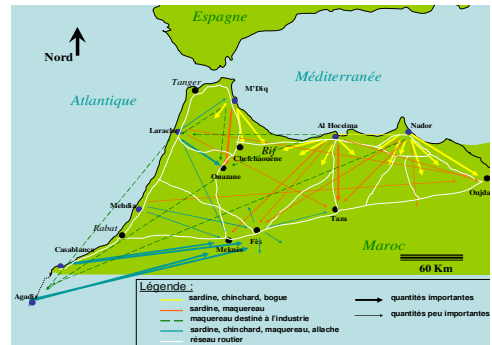 Espagne
Nord
Méditerranée
Atlantique
Tanger
M'Diq
Larache
Al Hoceima
Nador
Rif
Chefchaouène
Ouazzane
Oujda
Mehdia
Taza
Rabat
Fès
Meknès
Maroc
Casablanca
60 Km
Agadir
Légende :
sardine, chinchard, bogue
sardine, maquereau
maquereau destiné à l'industrie
sardine, chinchard, maquereau, allache
réseau routier
quantités importantes
quantités peu importantes